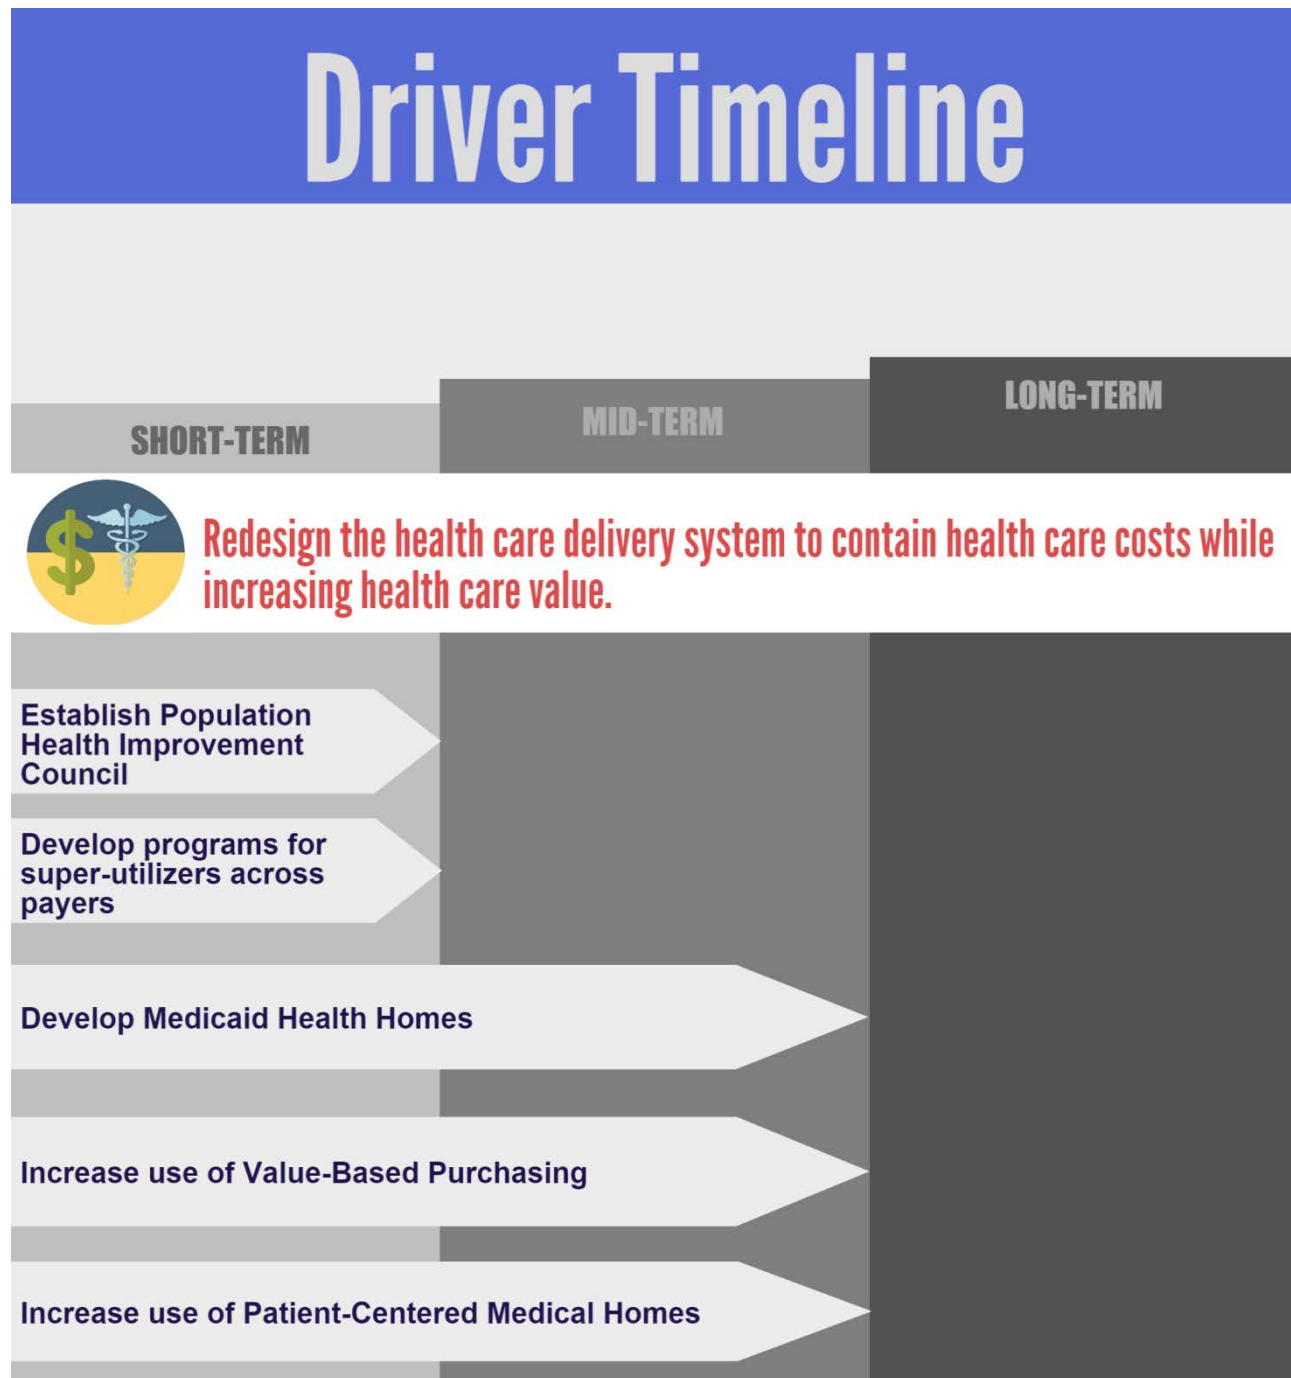 Driver Timeline
SHORT-TERM
MID-TERM
LONG-TERM
Redesign the health care delivery system to contain health care costs while
increasing health care value.
Establish Population
Health Improvement
Council
Develop programs for
super-utilizers across
payers
Develop Medicaid Health Homes
Increase use of Value-Based Purchasing
Increase use of Patient-Centered Medical Homes